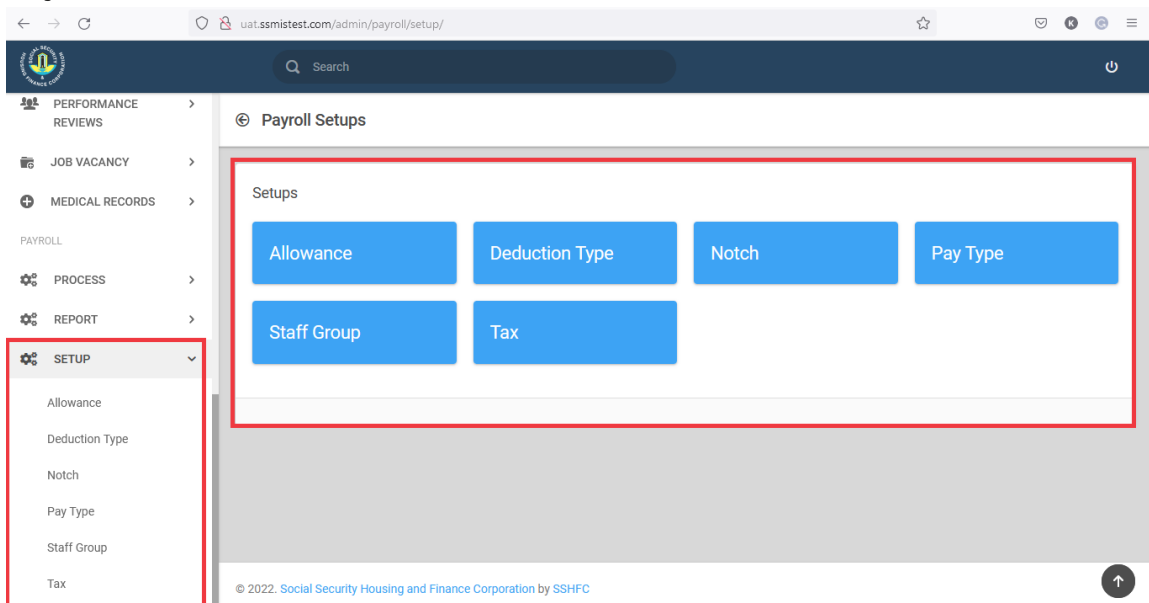 uat.ssmistest.com/admin/payroll/setup/
K
Search
PERFORMANCE
REVIEWS
JOB VACANCY
MEDICAL RECORDS
PAYROLL
PROCESS
REPORT
SETUP
Allowance
Deduction Type
Notch
Pay Type
Staff Group
Tax
Payroll Setups
Setups
Allowance
Deduction Type
Notch
Pay Type
Staff Group
Tax
© 2022. Social Security Housing and Finance Corporation by SSHFC